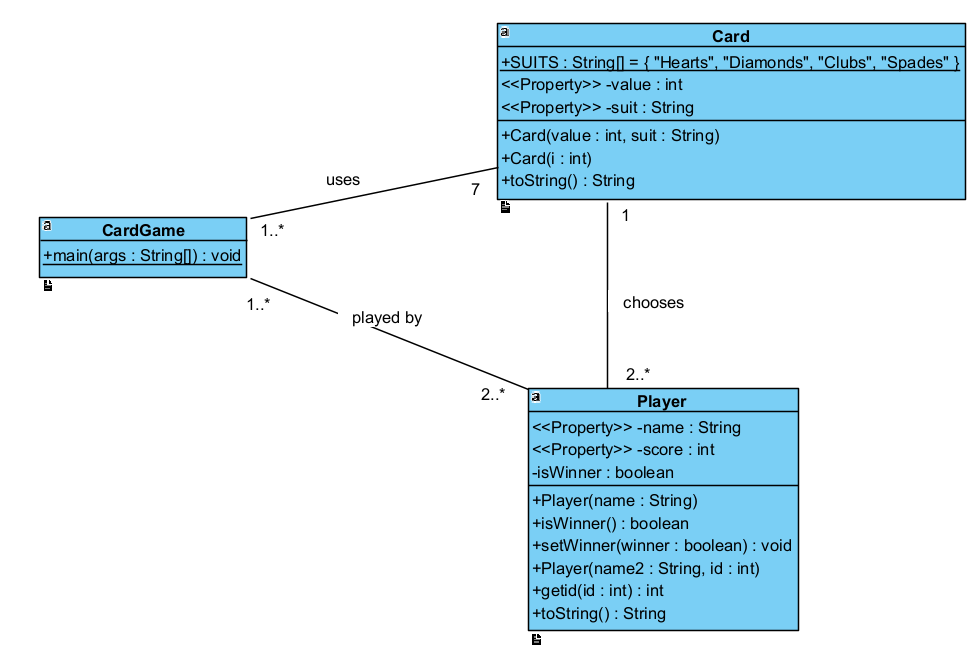 a
Card
+SUITS : String[] = { "Hearts", "Diamonds", "Clubs", "Spades" }
<<Property>> -value : int
<<Property>> -suit : String
+Card(value : int, suit : String)
+Card(i : int)
+toString() : String
uses
7
1
a
CardGame
1..*
+main(args : String[]) : void
1..*
chooses
played by
2..*
2..*
a
Player
<<Property>> -name : String
<<Property>> -score : int
-isWinner : boolean
+Player(name : String)
+isWinner() : boolean
+setWinner(winner : boolean) : void
+Player(name2 : String, id : int)
+getid(id : int) : int
+toString() : String